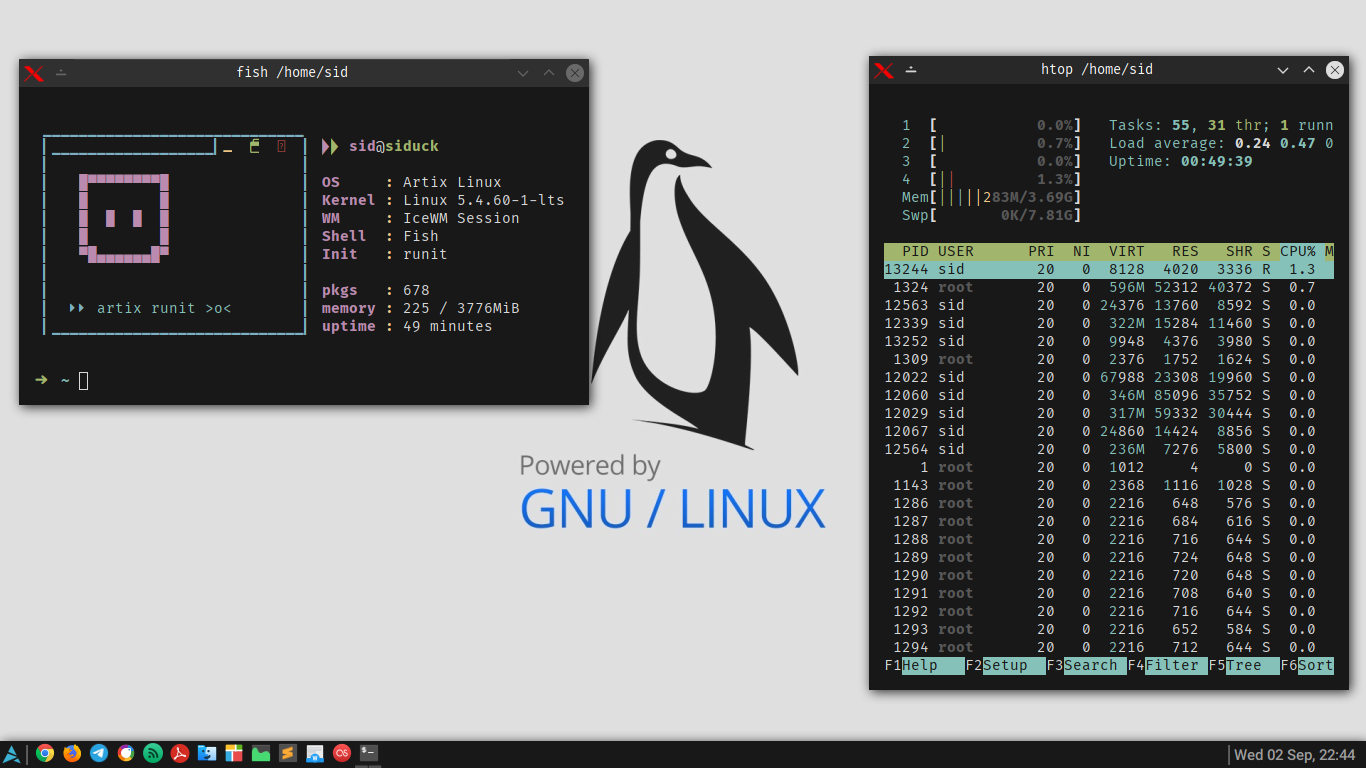 fish /home/sid
sid@siduck
OS : Artix Linux
Kernel : Linux 5.4.60-1-lts
WM : IceWM Session
Shell : Fish
Init : runit
pkgs : 678
memory : 225 / 3776MiB
uptime : 49 minutes
artix runit >o<
~
Powered by
GNU / LINUX
htop /home/sid
1 [ 0.0%] Tasks: 55, 31 thr; 1 runn
2 [| 0.7%] Load average: 0.24 0.47 0
3 [ 0.0%] Uptime: 00:49:39
4 [|| 1.3%]
Mem[|||||283M/3.69G]
Swp[ 0K/7.81G]
PID USER PRI NI VIRT RES SHR S CPU% M
13244 sid 20 0 8128 4020 3336 R 1.3
1324 root 20 0 596M 52312 40372 S 0.7
12563 sid 20 0 24376 13760 8592 S 0.0
12339 sid 20 0 322M 15284 11460 S 0.0
13252 sid 20 0 9948 4376 3980 S 0.0
1309 root 20 0 2376 1752 1624 S 0.0
12022 sid 20 0 67988 23308 19960 S 0.0
12060 sid 20 0 346M 85096 35752 S 0.0
12029 sid 20 0 317M 59332 30444 S 0.0
12067 sid 20 0 24860 14424 8856 S 0.0
12564 sid 20 0 236M 7276 5800 S 0.0
1 root 20 0 1012 4 0 S 0.0
1143 root 20 0 2368 1116 1028 S 0.0
1286 root 20 0 2216 648 576 S 0.0
1287 root 20 0 2216 684 616 S 0.0
1288 root 20 0 2216 716 644 S 0.0
1289 root 20 0 2216 724 648 S 0.0
1290 root 20 0 2216 720 648 S 0.0
1291 root 20 0 2216 708 640 S 0.0
1292 root 20 0 2216 716 644 S 0.0
1293 root 20 0 2216 652 584 S 0.0
1294 root 20 0 2216 712 644 S 0.0
F1Help F2Setup F3Search F4Filter F5Tree F6Sort
Wed 02 Sep, 22:44